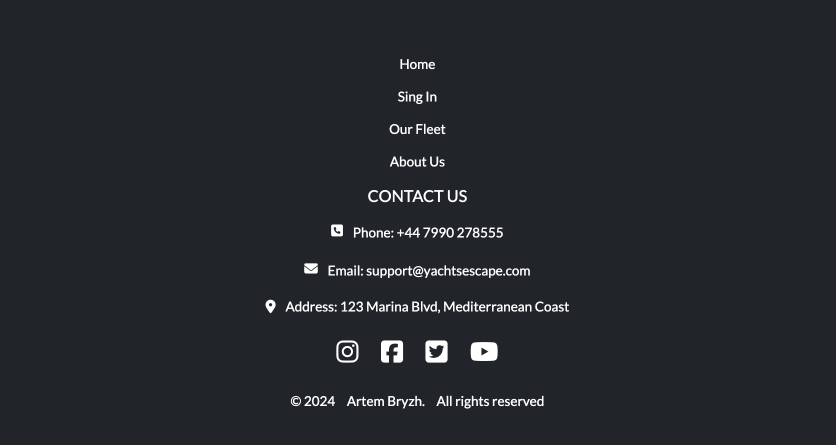 Home
Sing In
Our Fleet
About Us
CONTACT US
Phone: +44 7990 278555
Email: support@yachtsescape.com
Address: 123 Marina Blvd, Mediterranean Coast
© 2024 Artem Bryzh. All rights reserved